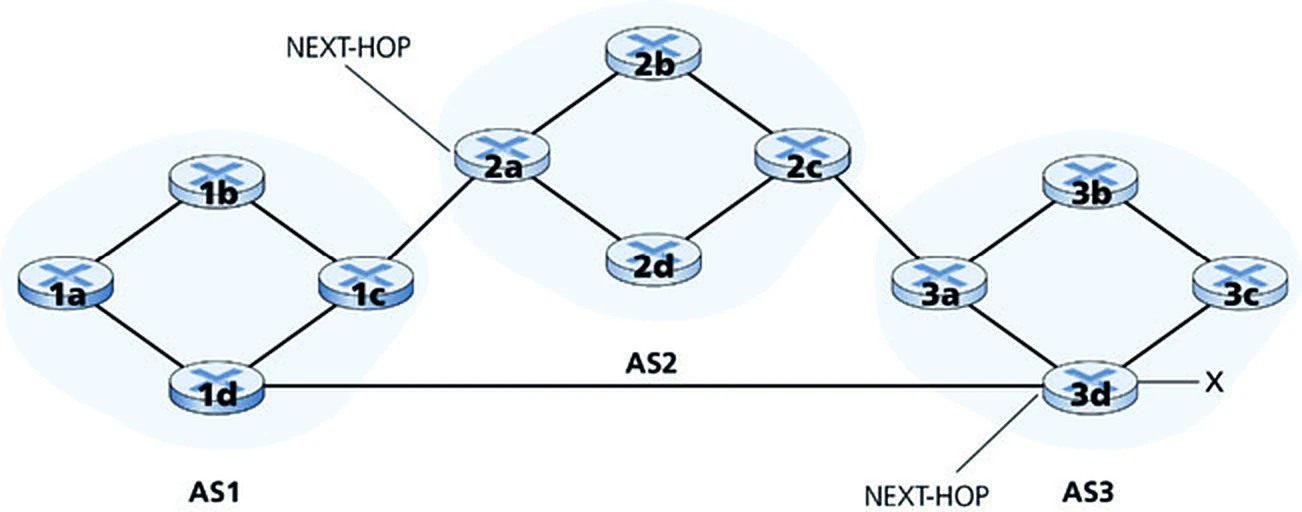 NEXT-HOP
2b
2a
2c
1b
3b
2d
1a
1c
3a
3c
AS2
1d
3d
X
AS1
NEXT-HOP
AS3